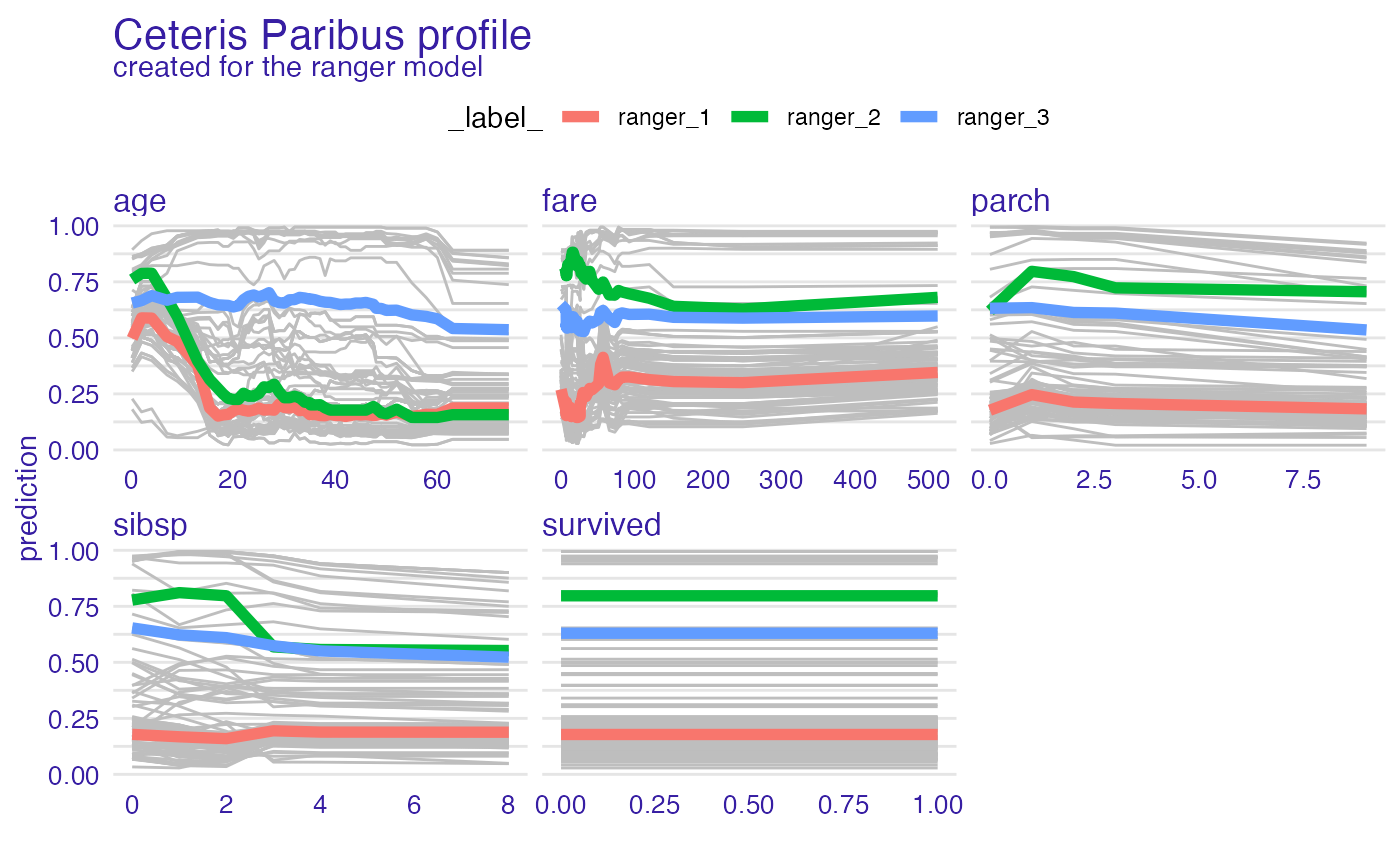 Ceteris Paribus profile
created for the ranger model
_label_ ranger_1 ranger_2 ranger_3
age fare parch
1.00
0.75
0.50
0.25
0.00
0 20 40 60 0 100 200 300 400 500 0.0 2.5 5.0 7.5
prediction
sibsp survived
1.00
0.75
0.50
0.25
0.00
0 2 4 6 8 0.00 0.25 0.50 0.75 1.00